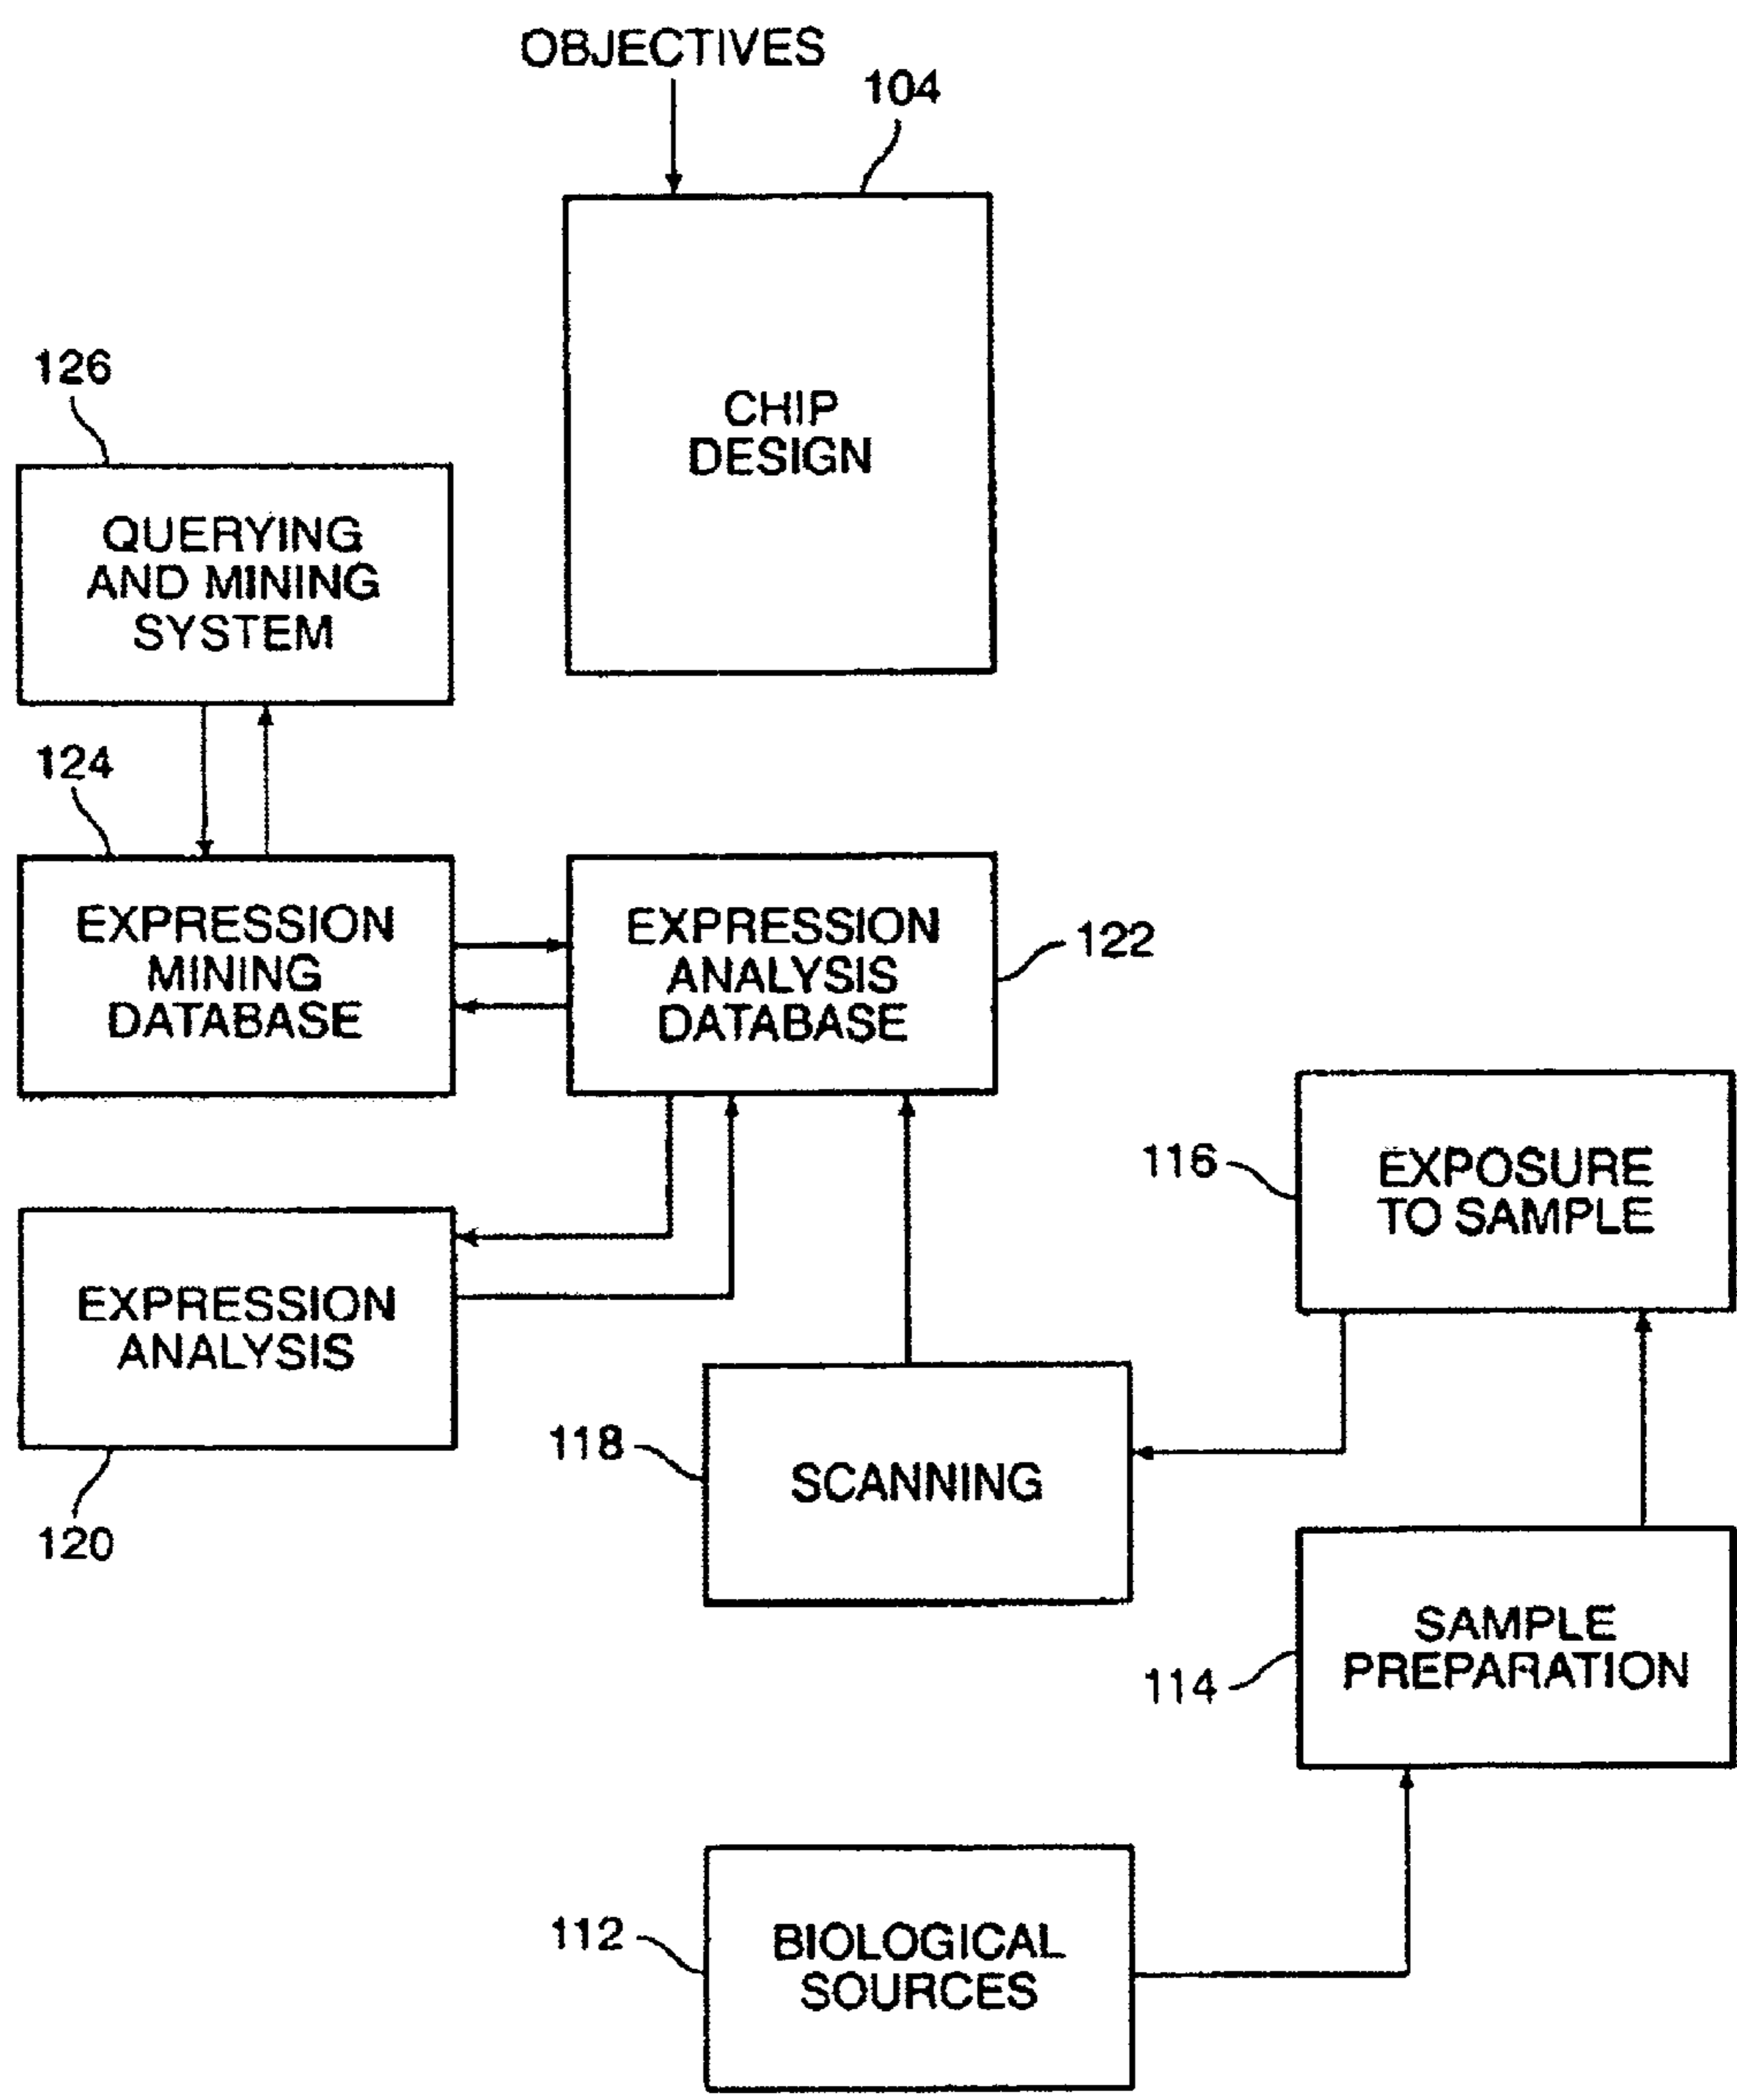 OBJECTIVES
104
CHIP
DESIGN
126
QUERYING
AND MINING
SYSTEM
124
EXPRESSION
MINING
DATABASE
EXPRESSION
ANALYSIS
DATABASE
122
116
EXPOSURE
TO SAMPLE
EXPRESSION
ANALYSIS
120
118
SCANNING
114
SAMPLE
PREPARATION
112
BIOLOGICAL
SOURCES